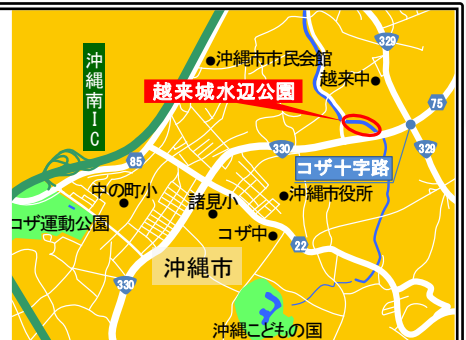 沖縄南IC
沖縄市市民会館
329
越来城水辺公園
越来中
75
330
コザ十字路
329
85
中の町小
諸見小
沖縄市役所
コザ運動公園
コザ中
22
沖縄市
330
沖縄こどもの国